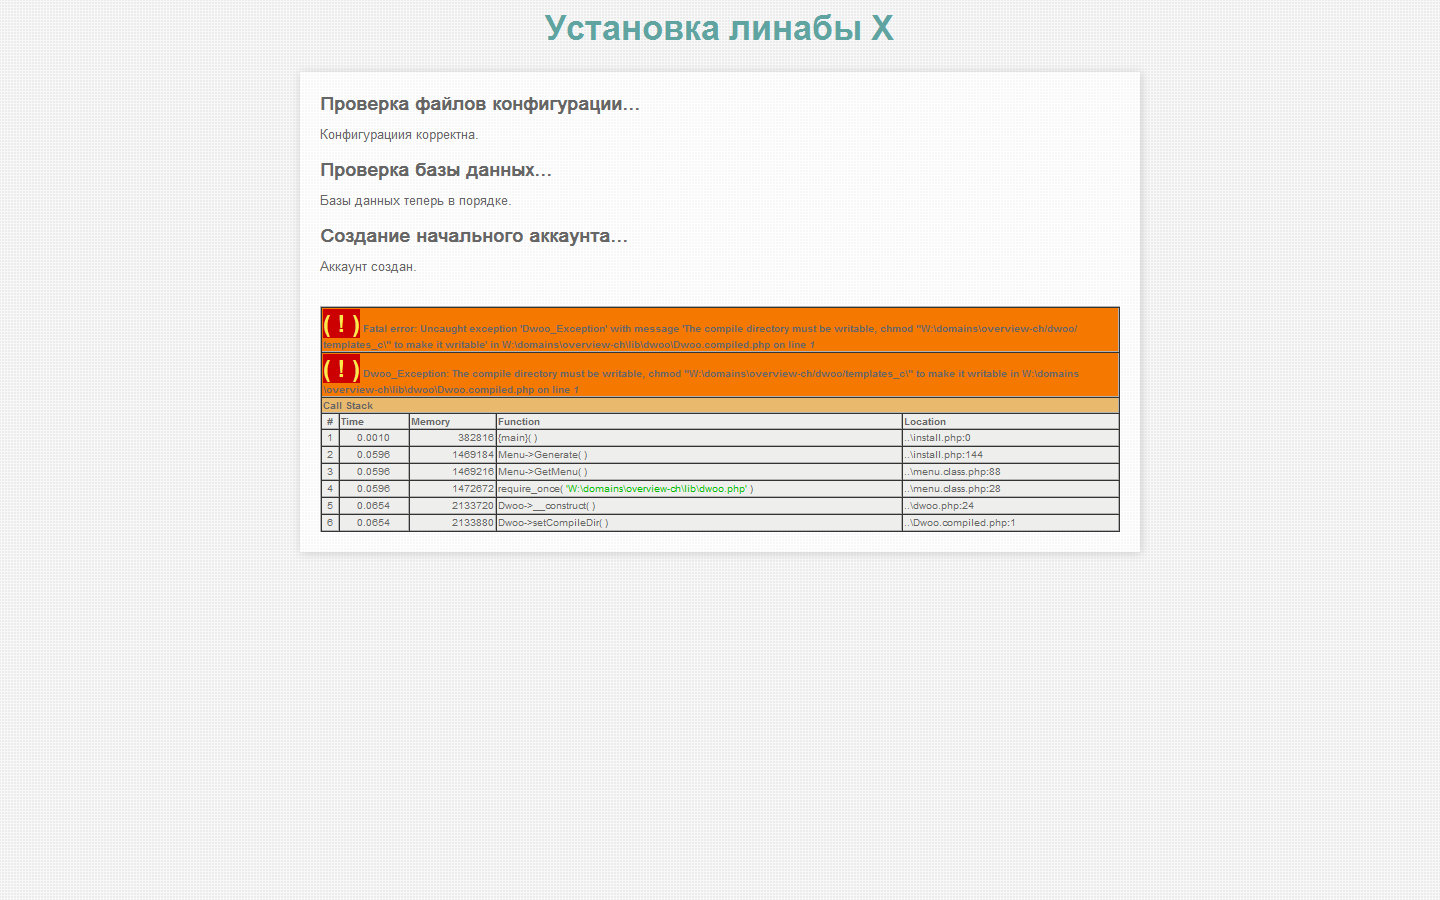 Установка линабы X
Проверка файлов конфигурации...
Конфигурациия корректна.
Проверка базы данных...
Базы данных теперь в порядке.
Создание начального аккаунта...
Аккаунт создан.
( ! ) Fatal error: Uncaught exception 'Dwoo_Exception' with message 'The compile directory must be writable, chmod "W:\domains\overview-ch/dwoo/
templates_c\" to make it writable' in W:\domains\overview-ch\lib\dwoo\Dwoo.compiled.php on line 1
( ! ) Dwoo_Exception: The compile directory must be writable, chmod "W:\domains\overview-ch/dwoo/templates_c\" to make it writable in W:\domains
\overview-ch\lib\dwoo\Dwoo.compiled.php on line 1
Call Stack
# Time Memory Function Location
1 0.0010 382816 {main}( ) ..\install.php:0
2 0.0596 1469184 Menu->Generate( ) ..\install.php:144
3 0.0596 1469216 Menu->GetMenu( ) ..\menu.class.php:88
4 0.0596 1472672 require_once( 'W:\domains\overview-ch\lib\dwoo.php' ) ..\menu.class.php:28
5 0.0654 2133720 Dwoo->__construct( ) ..\dwoo.php:24
6 0.0654 2133880 Dwoo->setCompileDir( ) ..\Dwoo.compiled.php:1